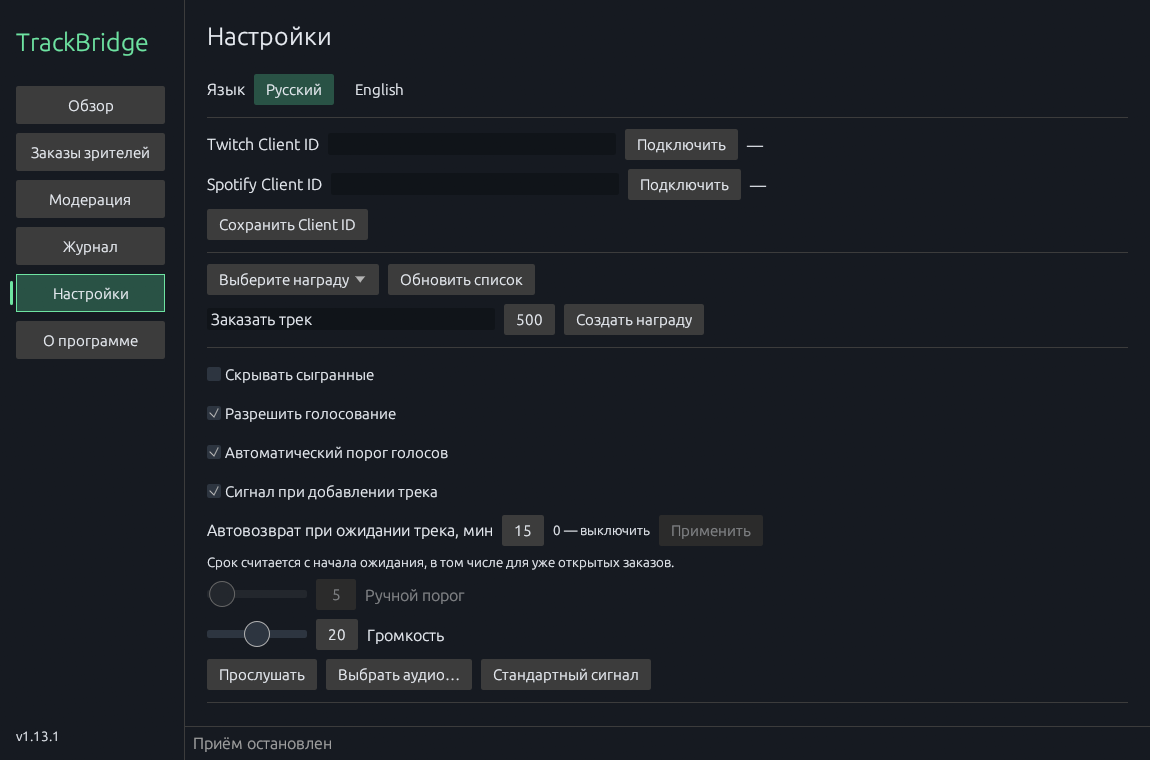 TrackBridge
Обзор
Заказы зрителей
Модерация
Журнал
Настройки
О программе
v1.13.1
Настройки
Язык Русский English
Twitch Client ID Подключить —
Spotify Client ID Подключить —
Сохранить Client ID
Выберите награду Обновить список
Заказать трек 500 Создать награду
Скрывать сыгранные
Разрешить голосование
Автоматический порог голосов
Сигнал при добавлении трека
Автовозврат при ожидании трека, мин 15 0 — выключить Применить
Срок считается с начала ожидания, в том числе для уже открытых заказов.
5 Ручной порог
20 Громкость
Прослушать Выбрать аудио... Стандартный сигнал
Приём остановлен